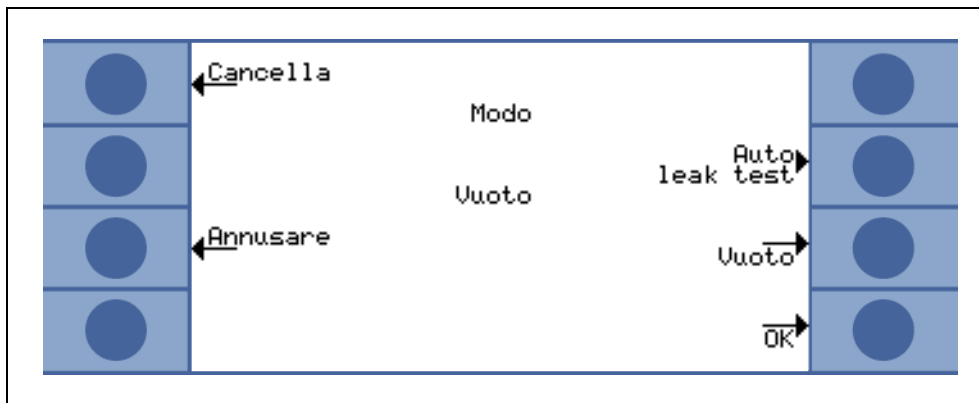 Cancella
Modo
Auto
leak test
Vuoto
Annusare
Vuoto
OK